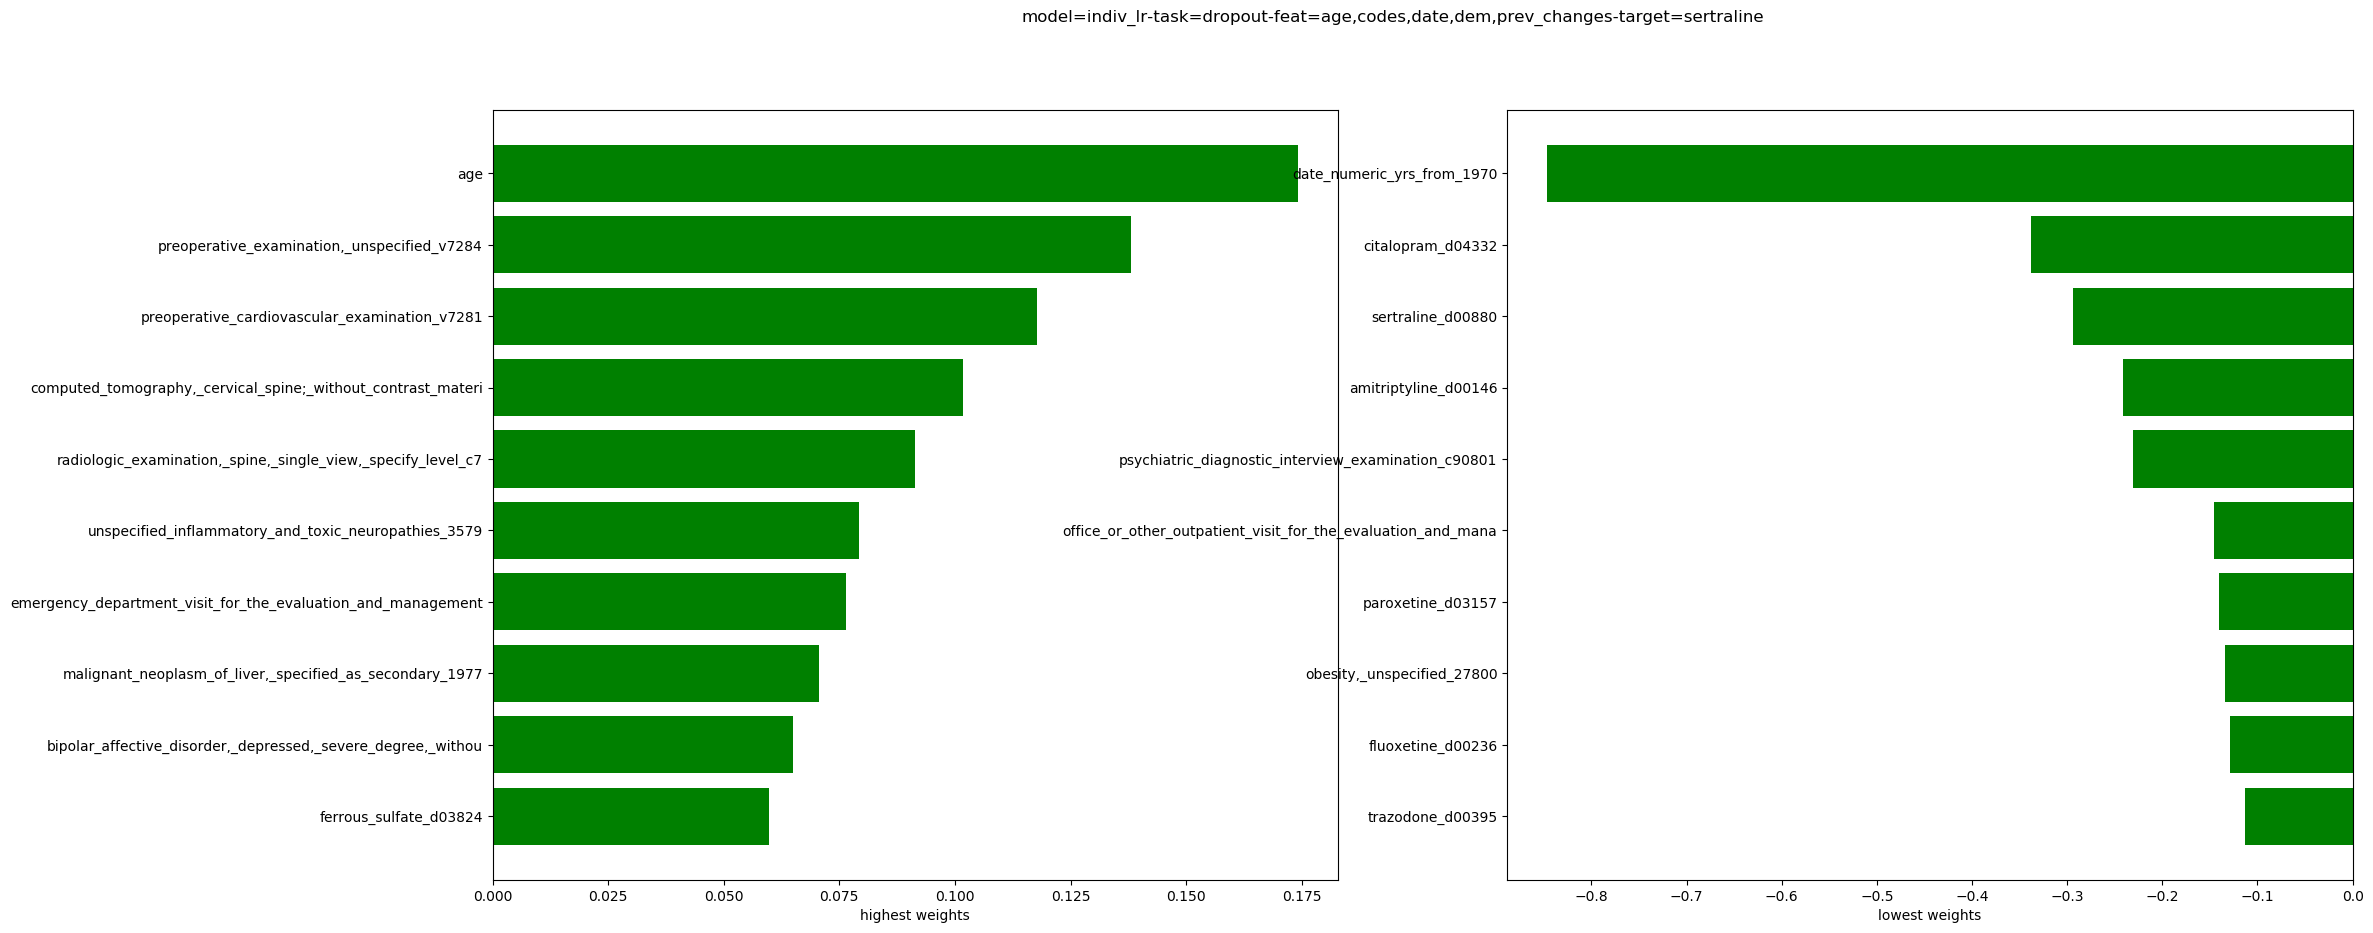 model=indiv_lr-task=dropout-feat=age,codes,date,dem,prev_changes-target=sertraline
age
preoperative_examination,_unspecified_v7284
preoperative_cardiovascular_examination_v7281
computed_tomography,_cervical_spine;_without_contrast_materi
radiologic_examination,_spine,_single_view,_specify_level_c7
unspecified_inflammatory_and_toxic_neuropathies_3579
emergency_department_visit_for_the_evaluation_and_management
malignant_neoplasm_of_liver,_specified_as_secondary_1977
bipolar_affective_disorder,_depressed,_severe_degree,_withou
ferrous_sulfate_d03824
0.000 0.025 0.050 0.075 0.100 0.125 0.150 0.175
highest weights
date_numeric_yrs_from_1970
citalopram_d04332
sertraline_d00880
amitriptyline_d00146
psychiatric_diagnostic_interview_examination_c90801
office_or_other_outpatient_visit_for_the_evaluation_and_mana
paroxetine_d03157
obesity,_unspecified_27800
fluoxetine_d00236
trazodone_d00395
−0.8 −0.7 −0.6 −0.5 −0.4 −0.3 −0.2 −0.1 0.0
lowest weights